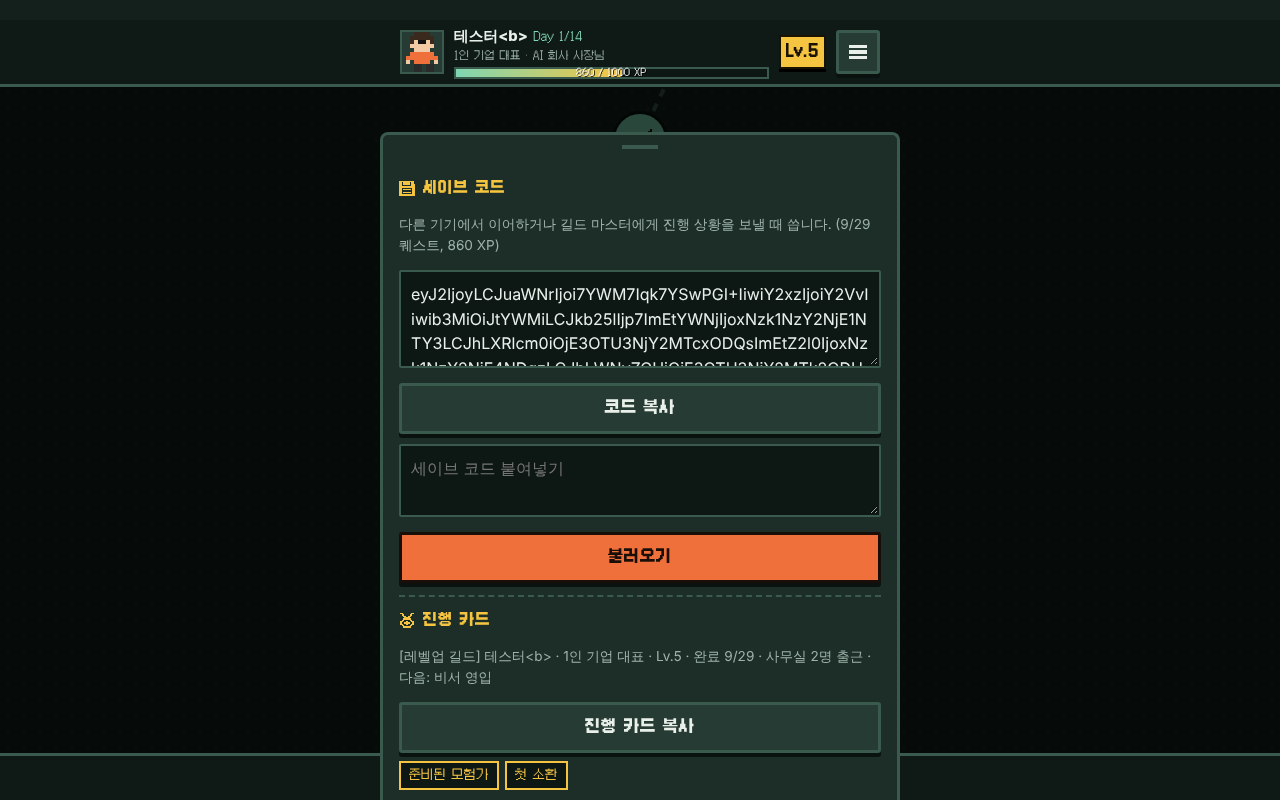 테스터<b> Day 1/14
1인 기업 대표 · AI 회사 사장님
860 / 1000 XP
Lv.5
세이브 코드
다른 기기에서 이어하거나 길드 마스터에게 진행 상황을 보낼 때 씁니다. (9/29
퀘스트, 860 XP)
코드 복사
세이브 코드 붙여넣기
불러오기
진행 카드
[레벨업 길드] 테스터<b> · 1인 기업 대표 · Lv.5 · 완료 9/29 · 사무실 2명 출근 ·
다음: 비서 영입
진행 카드 복사
준비된 모험가
첫 소환